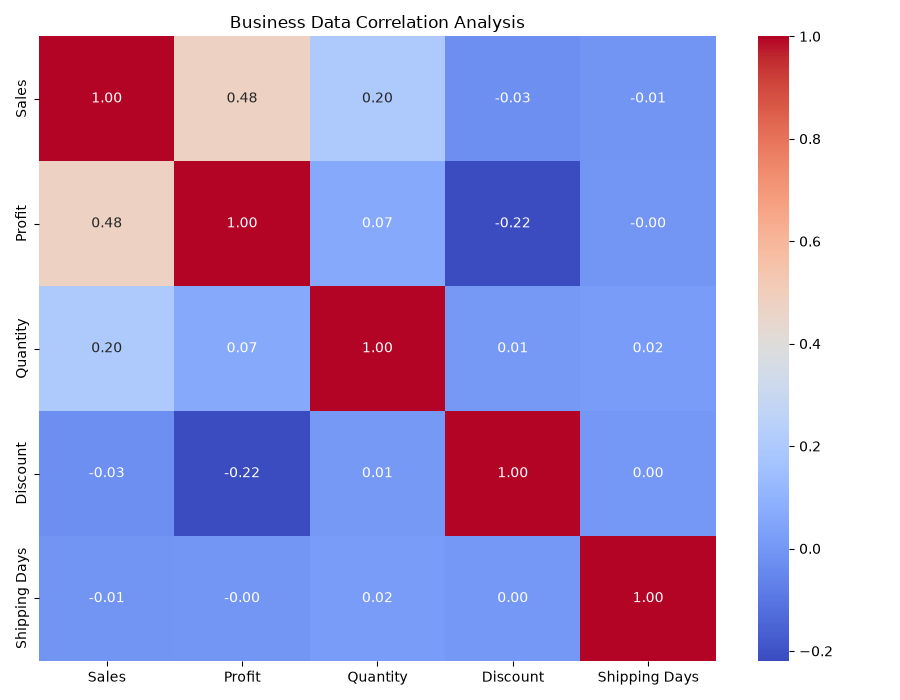 Business Data Correlation Analysis
Sales 1.00 0.48 0.20 -0.03 -0.01
Profit 0.48 1.00 0.07 -0.22 -0.00
Quantity 0.20 0.07 1.00 0.01 0.02
Discount -0.03 -0.22 0.01 1.00 0.00
Shipping Days -0.01 -0.00 0.02 0.00 1.00
Sales Profit Quantity Discount Shipping Days
1.0
0.8
0.6
0.4
0.2
0.0
−0.2